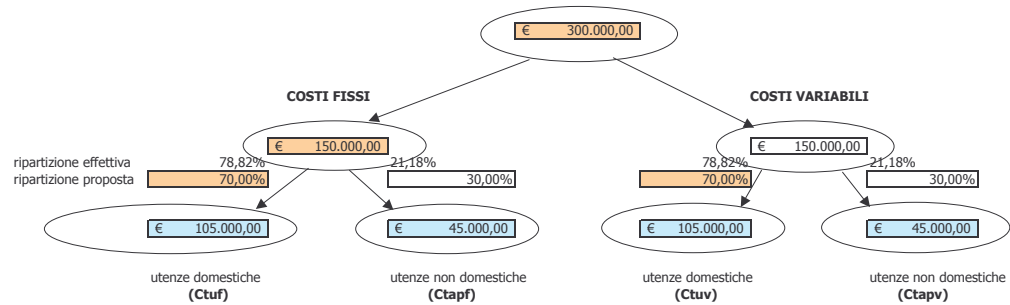 € 300.000,00
COSTI FISSI
COSTI VARIABILI
€ 150.000,00
€ 150.000,00
ripartizione effettiva 78,82% 21,18% 78,82% 21,18%
ripartizione proposta 70,00% 30,00% 70,00% 30,00%
€ 105.000,00
€ 45.000,00
€ 105.000,00
€ 45.000,00
utenze domestiche
(Ctuf)
utenze non domestiche
(Ctapf)
utenze domestiche
(Ctuv)
utenze non domestiche
(Ctapv)